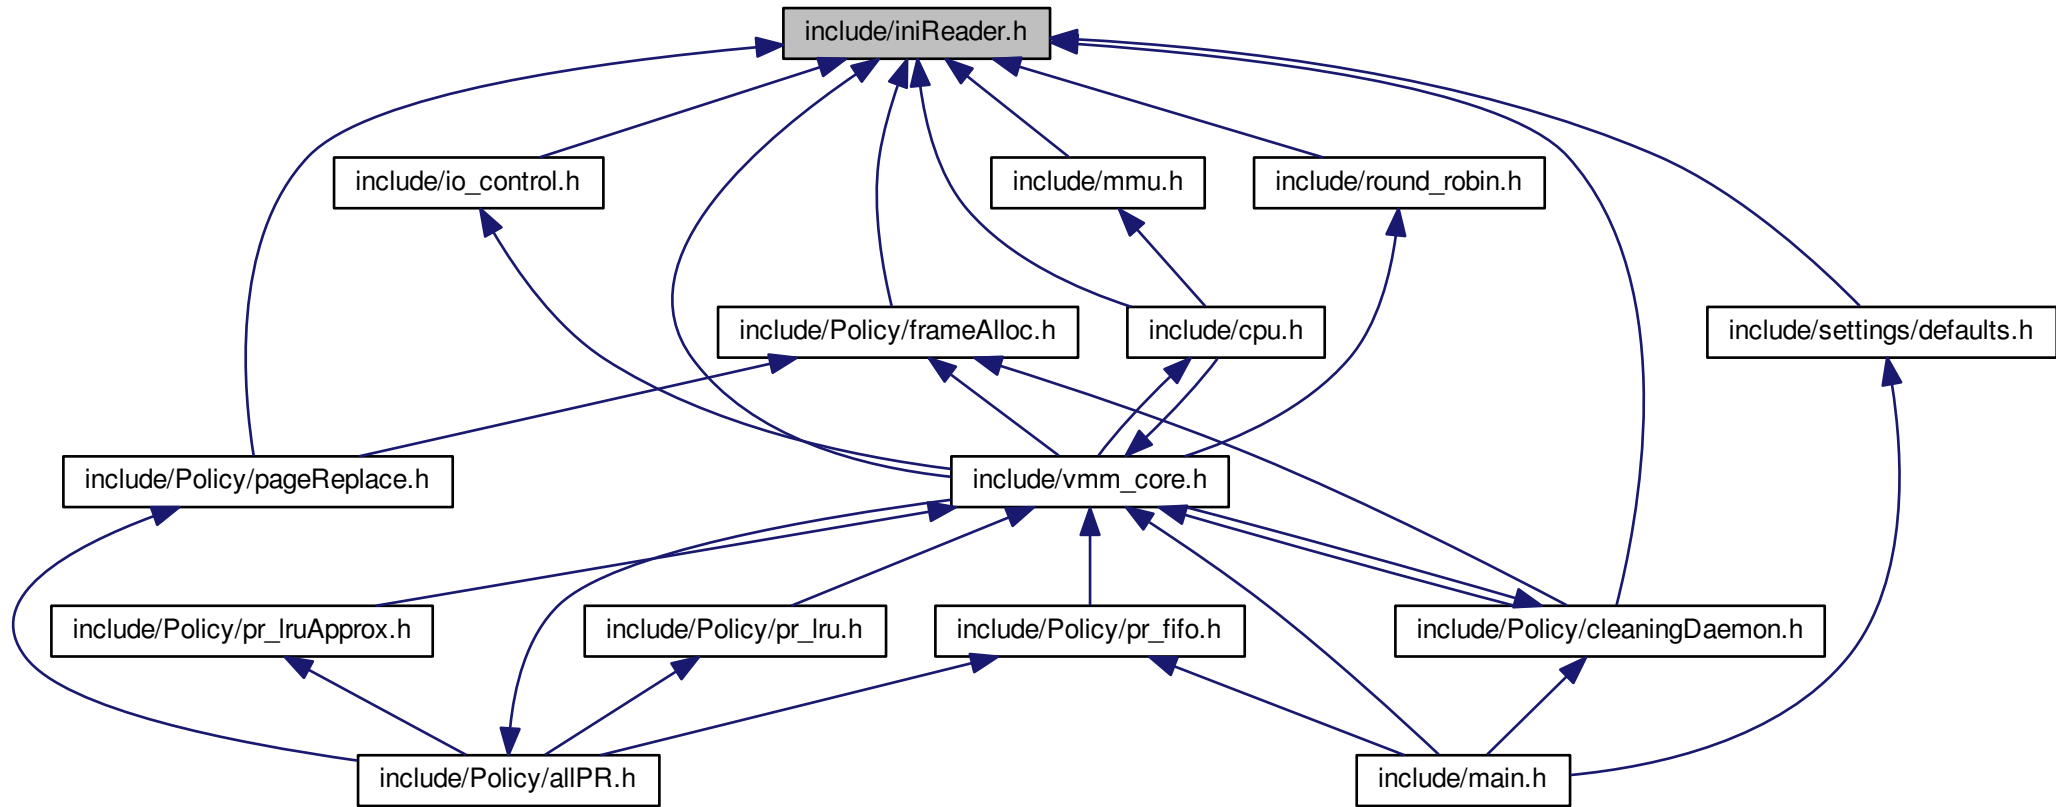 include/iniReader.h
include/io_control.h
include/mmu.h
include/round_robin.h
include/Policy/frameAlloc.h
include/cpu.h
include/settings/defaults.h
include/Policy/pageReplace.h
include/vmm_core.h
include/Policy/pr_lruApprox.h
include/Policy/pr_lru.h
include/Policy/pr_fifo.h
include/Policy/cleaningDaemon.h
include/Policy/allPR.h
include/main.h